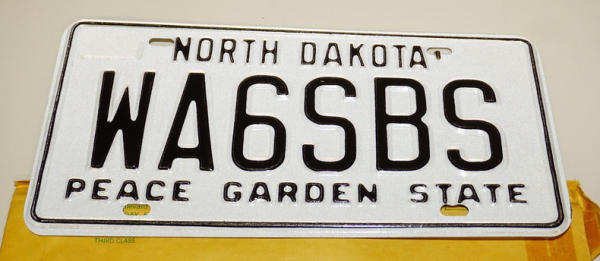 NORTH DAKOTA
WA6SBS
PEACE GARDEN STATE
THIRD CLASS